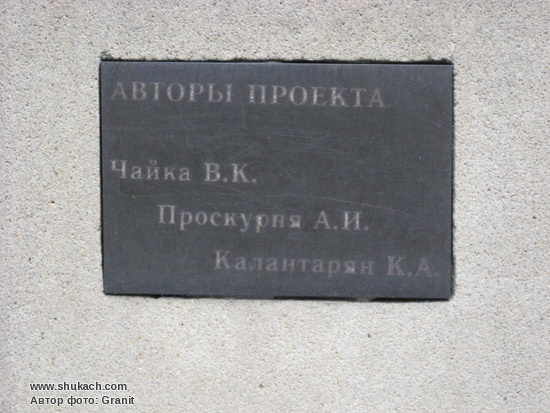 АВТОРЫ ПРОЕКТА
Чайка В.К.
Проскурня А.И.
Калантарян К.А.
www.shukach.com
Автор фото: Granit